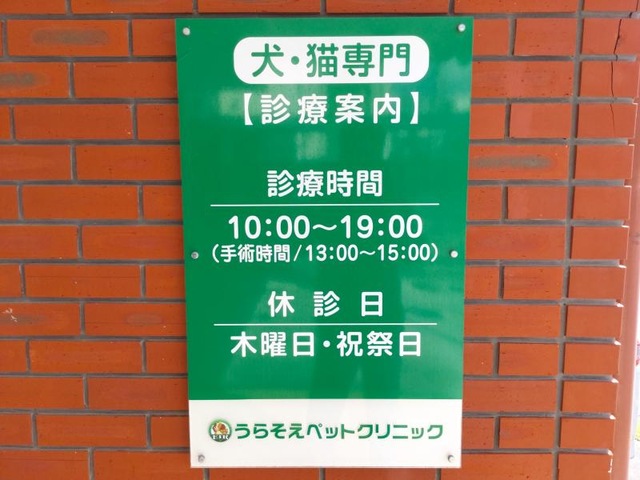 犬・猫専門
【診療案内】
診療時間
10:00～19:00
(手術時間/13:00～15:00)
休診日
木曜日・祝祭日
うらそえペットクリニック